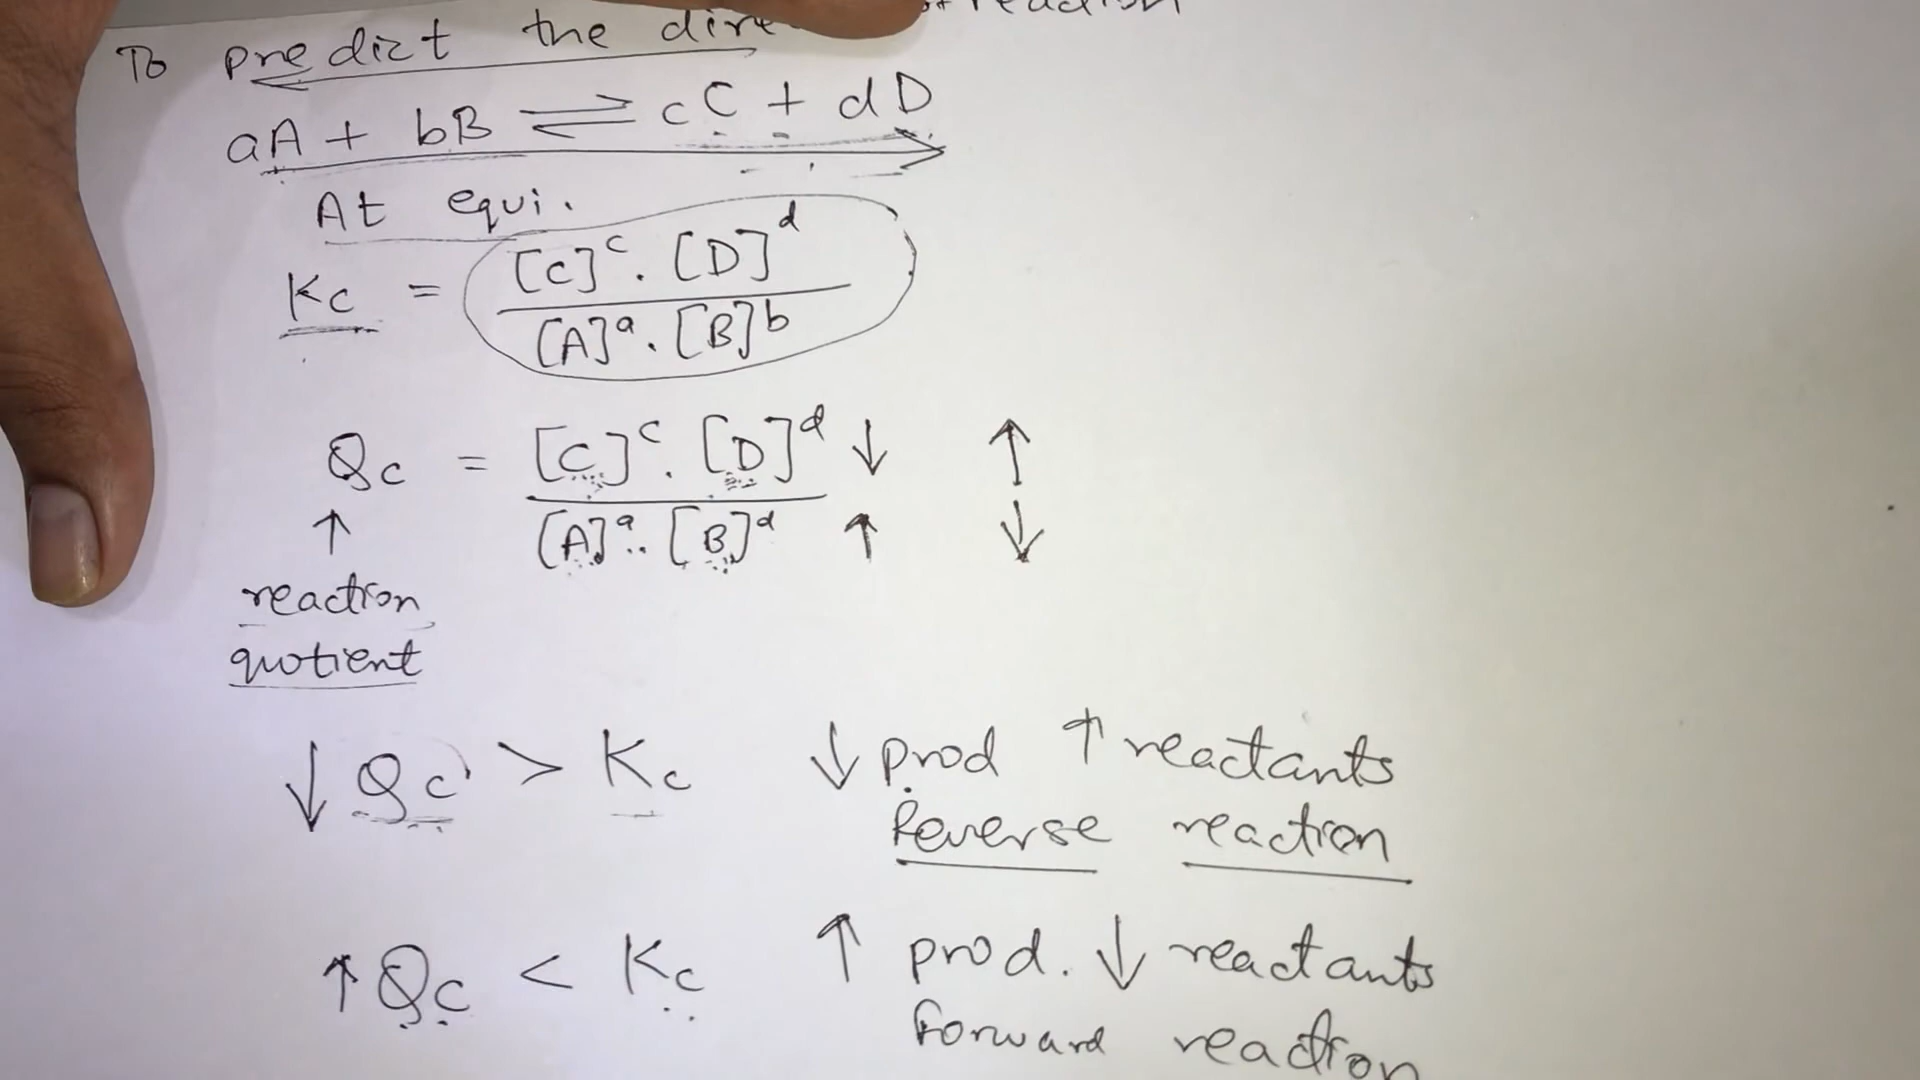 To predict the dire reaction
aA + bB ⇌ cC + dD
At equi.
Kc = [C]^c . [D]^d / [A]^a . [B]^b
Qc = [C]^c . [D]^d ↓ ↑ / [A]^a . [B]^d ↑ ↓
↑
reaction
quotient
↓ Qc > Kc ↓ prod ↑ reactants
Reverse reaction
↑ Qc < Kc ↑ prod. ↓ reactants
forward reaction